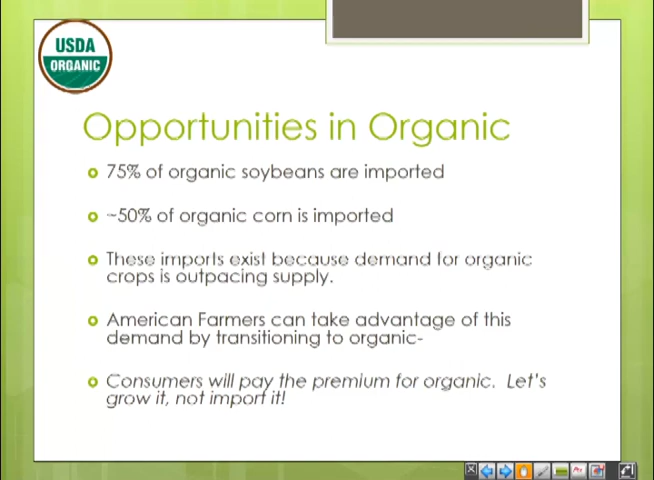 USDA
ORGANIC
Opportunities in Organic
75% of organic soybeans are imported
~50% of organic corn is imported
These imports exist because demand for organic
crops is outpacing supply.
American Farmers can take advantage of this
demand by transitioning to organic-
Consumers will pay the premium for organic. Let's
grow it, not import it!